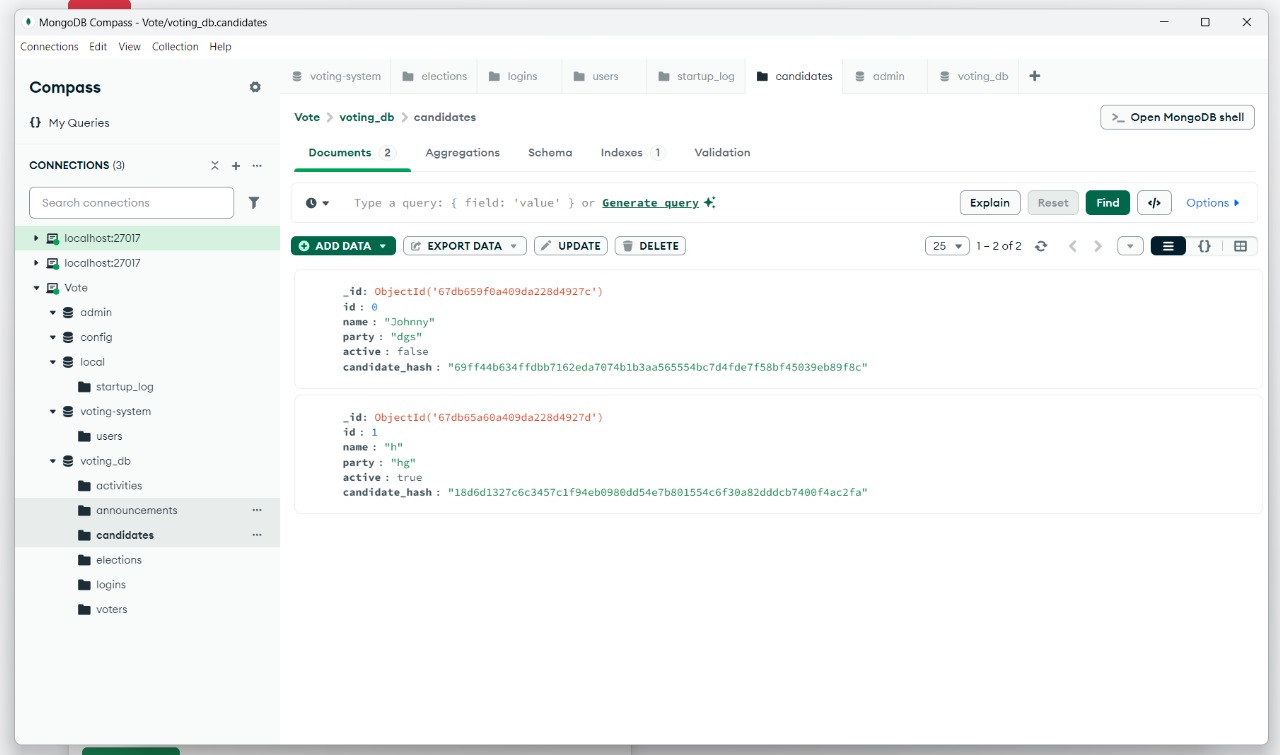 MongoDB Compass - Vote/voting_db.candidates
Connections Edit View Collection Help
Compass
{} My Queries
CONNECTIONS (3)
Search connections
localhost:27017
localhost:27017
Vote
admin
config
local
startup_log
voting-system
users
voting_db
activities
announcements
candidates
elections
logins
voters
voting-system elections logins users startup_log candidates admin voting_db
Vote > voting_db > candidates
>_ Open MongoDB shell
Documents 2 Aggregations Schema Indexes 1 Validation
Type a query: { field: 'value' } or Generate query
Explain Reset Find </> Options
ADD DATA EXPORT DATA UPDATE DELETE
25 1 – 2 of 2 {}
_id: ObjectId('67db659f0a409da228d4927c')
id : 0
name : "Johnny"
party : "dgs"
active : false
candidate_hash : "69ff44b634ffdbb7162eda7074b1b3aa565554bc7d4fde7f58bf45039eb89f8c"
_id: ObjectId('67db65a60a409da228d4927d')
id : 1
name : "h"
party : "hg"
active : true
candidate_hash : "18d6d1327c6c3457c1f94eb0980dd54e7b801554c6f30a82dddcb7400f4ac2fa"